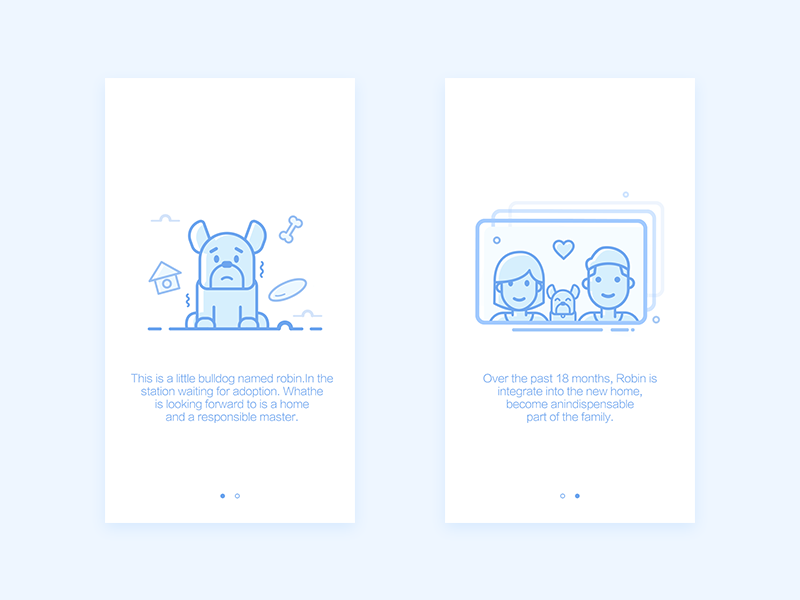 This is a little bulldog named robin.In the
station waiting for adoption. Whathe
is looking forward to is a home
and a responsible master.
Over the past 18 months, Robin is
integrate into the new home,
become anindispensable
part of the family.